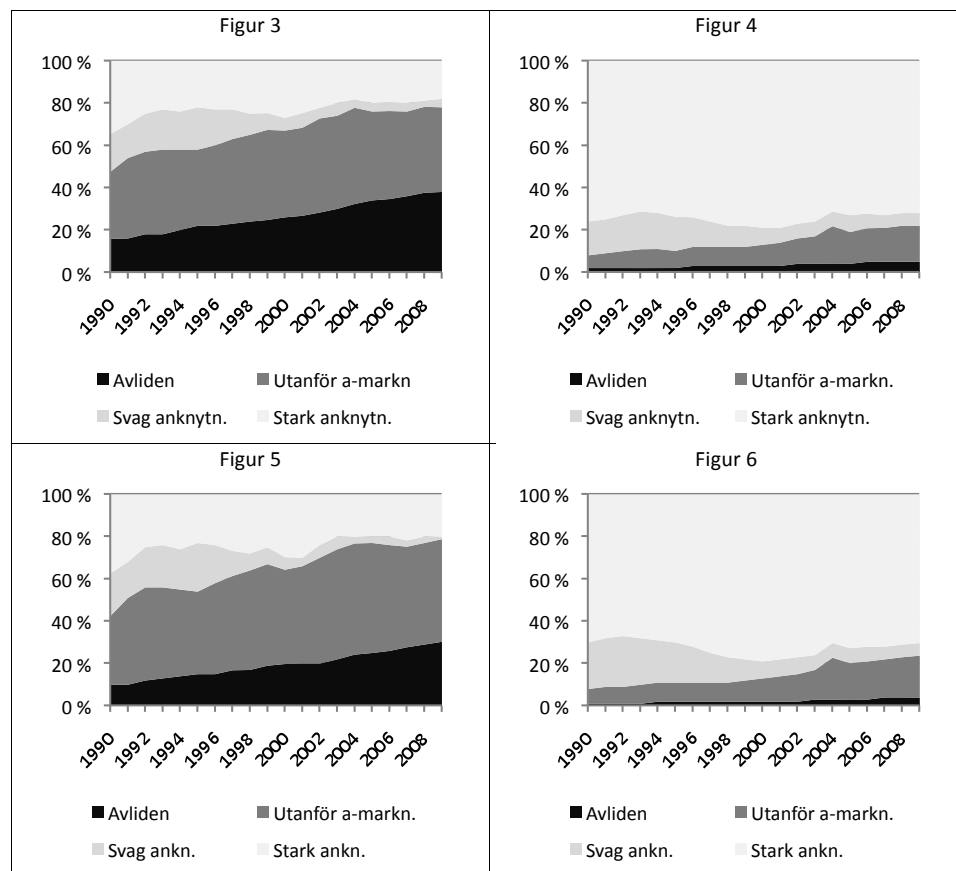 Figur 3
100 %
80 %
60 %
40 %
20 %
0 %
1990 1992 1994 1996 1998 2000 2002 2004 2006 2008
Avliden Utanför a-markn
Svag anknytn. Stark anknytn.
Figur 4
100 %
80 %
60 %
40 %
20 %
0 %
1990 1992 1994 1996 1998 2000 2002 2004 2006 2008
Avliden Utanför a-markn.
Svag anknytn. Stark anknytn.
Figur 5
100 %
80 %
60 %
40 %
20 %
0 %
1990 1992 1994 1996 1998 2000 2002 2004 2006 2008
Avliden Utanför a-markn.
Svag ankn. Stark ankn.
Figur 6
100 %
80 %
60 %
40 %
20 %
0 %
1990 1992 1994 1996 1998 2000 2002 2004 2006 2008
Avliden Utanför a-markn.
Svag ankn. Stark ankn.